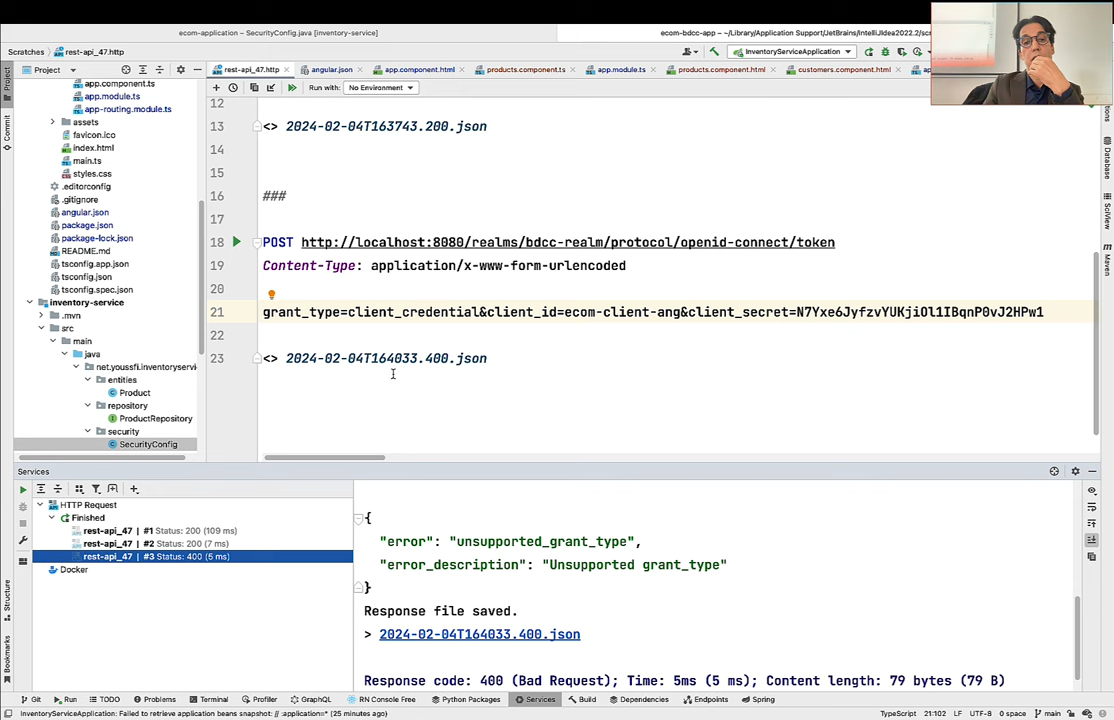 ecom-application – SecurityConfig.java [inventory-service]
ecom-bdcc-app – ~/Library/Application Support/JetBrains/IntelliJIdea2022.2/scr
Scratches › rest-api_47.http
InventoryServiceApplication
Project
rest-api_47.http
angular.json
app.component.html
products.component.ts
app.module.ts
products.component.html
customers.component.html
Run with:
No Environment
app.component.ts
app.module.ts
app-routing.module.ts
assets
favicon.ico
index.html
main.ts
styles.css
.editorconfig
.gitignore
angular.json
package.json
package-lock.json
README.md
tsconfig.app.json
tsconfig.json
tsconfig.spec.json
inventory-service
.mvn
src
main
java
net.youssfi.inventoryservi
entities
Product
repository
ProductRepository
security
SecurityConfig
12
13 <> 2024-02-04T163743.200.json
14
15
16 ###
17
18 POST http://localhost:8080/realms/bdcc-realm/protocol/openid-connect/token
19 Content-Type: application/x-www-form-urlencoded
20
21 grant_type=client_credential&client_id=ecom-client-ang&client_secret=N7Yxe6JyfzvYUKjiOl1IBqnP0vJ2HPw1
22
23 <> 2024-02-04T164033.400.json
Project
Commit
Structure
Bookmarks
Database
SciView
Maven
Services
HTTP Request
Finished
rest-api_47 | #1 Status: 200 (109 ms)
rest-api_47 | #2 Status: 200 (7 ms)
rest-api_47 | #3 Status: 400 (5 ms)
Docker
{
"error": "unsupported_grant_type",
"error_description": "Unsupported grant_type"
}
Response file saved.
> 2024-02-04T164033.400.json
Response code: 400 (Bad Request); Time: 5ms (5 ms); Content length: 79 bytes (79 B)
Git
Run
TODO
Problems
Terminal
Profiler
GraphQL
RN Console Free
Python Packages
Services
Build
Dependencies
Endpoints
Spring
InventoryServiceApplication: Failed to retrieve application beans snapshot: // :application=* (25 minutes ago)
TypeScript
21:102
LF
UTF-8
0 space
main